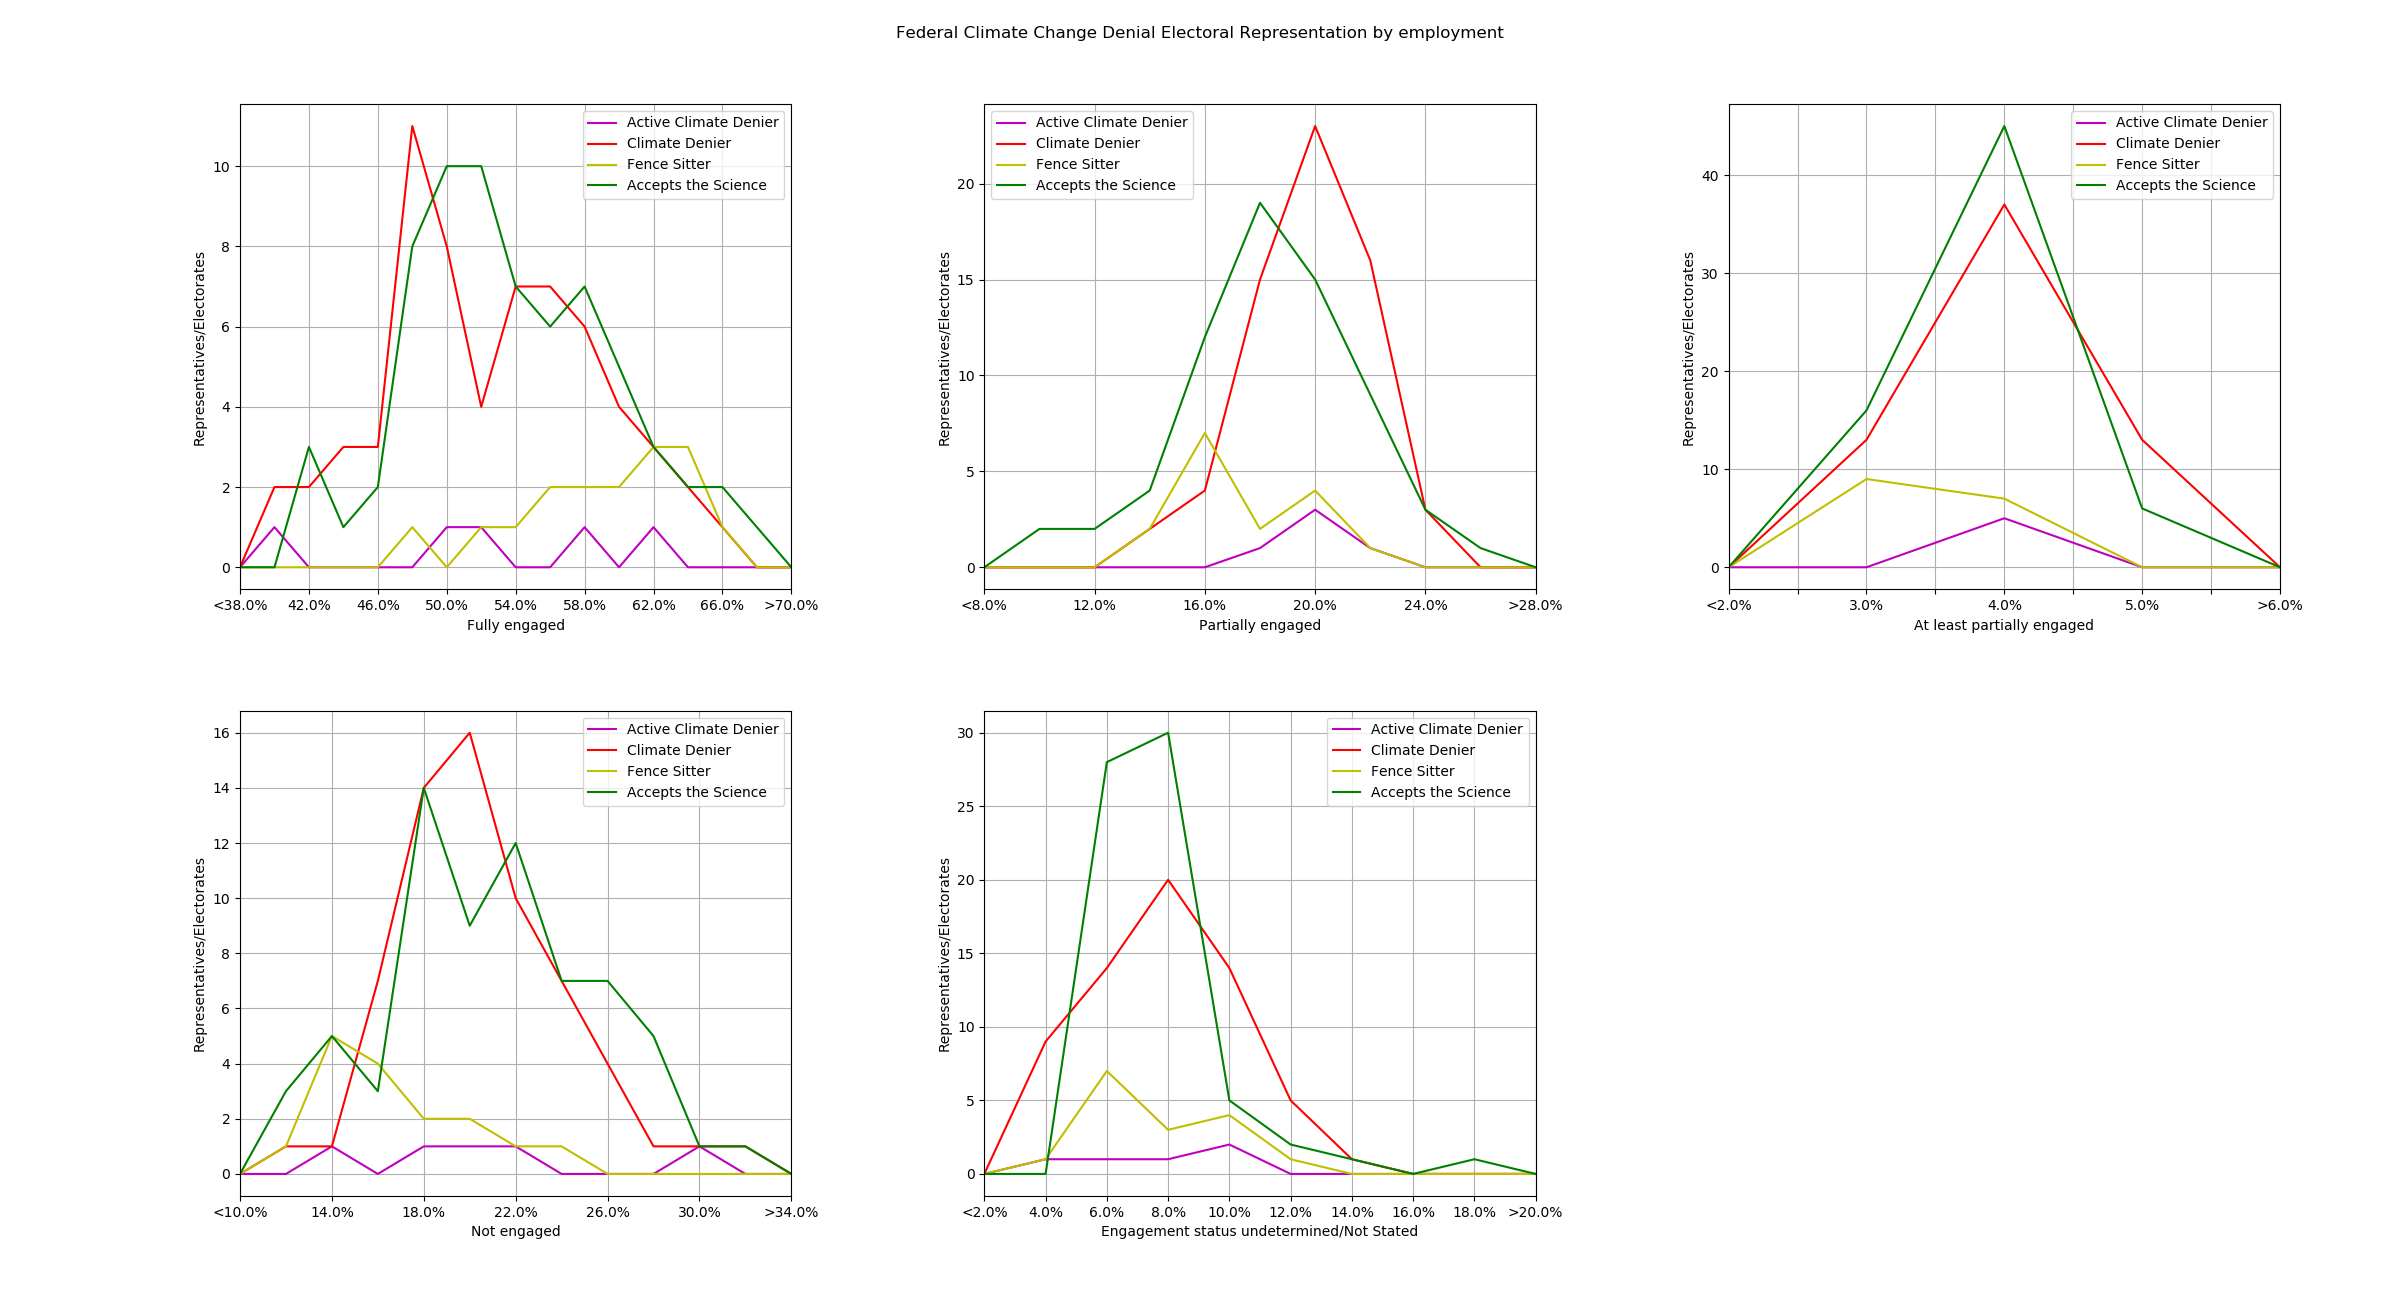 Federal Climate Change Denial Electoral Representation by employment
Active Climate Denier
Climate Denier
Fence Sitter
Accepts the Science
10
8
6
4
2
0
Representatives/Electorates
<38.0% 42.0% 46.0% 50.0% 54.0% 58.0% 62.0% 66.0% >70.0%
Fully engaged
Active Climate Denier
Climate Denier
Fence Sitter
Accepts the Science
20
15
10
5
0
Representatives/Electorates
<8.0% 12.0% 16.0% 20.0% 24.0% >28.0%
Partially engaged
Active Climate Denier
Climate Denier
Fence Sitter
Accepts the Science
40
30
20
10
0
Representatives/Electorates
<2.0% 3.0% 4.0% 5.0% >6.0%
At least partially engaged
Active Climate Denier
Climate Denier
Fence Sitter
Accepts the Science
16
14
12
10
8
6
4
2
0
Representatives/Electorates
<10.0% 14.0% 18.0% 22.0% 26.0% 30.0% >34.0%
Not engaged
Active Climate Denier
Climate Denier
Fence Sitter
Accepts the Science
30
25
20
15
10
5
0
Representatives/Electorates
<2.0% 4.0% 6.0% 8.0% 10.0% 12.0% 14.0% 16.0% 18.0% >20.0%
Engagement status undetermined/Not Stated